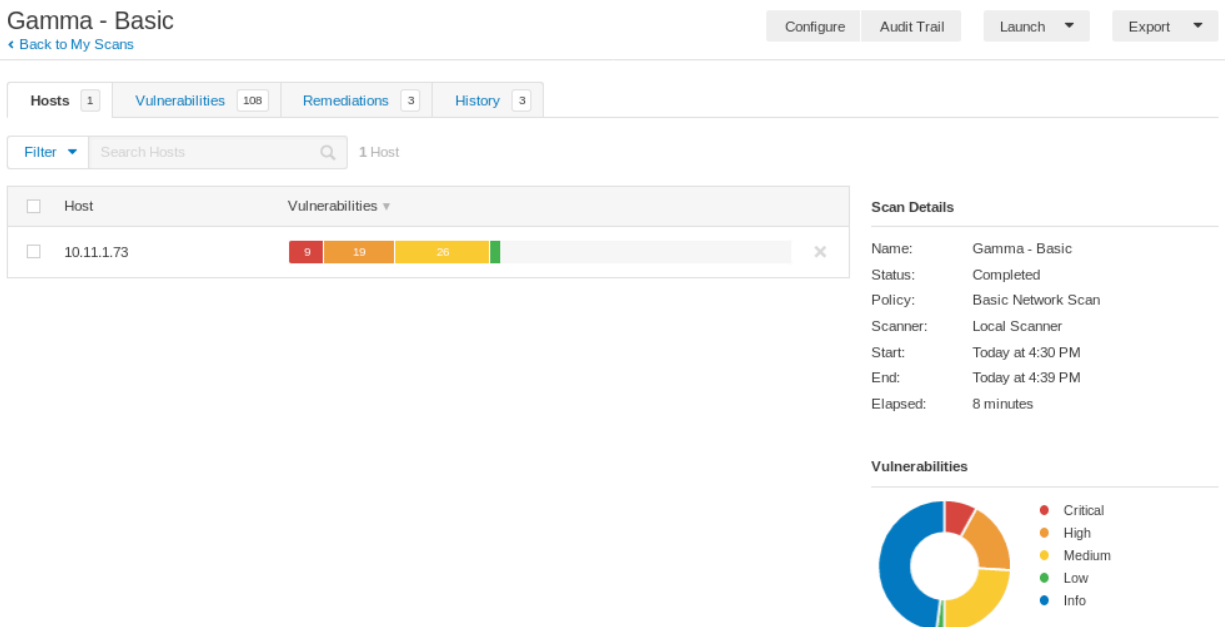 Gamma - Basic
Back to My Scans
Configure Audit Trail Launch Export
Hosts 1 Vulnerabilities 108 Remediations 3 History 3
Filter Search Hosts 1 Host
Host Vulnerabilities
10.11.1.73 9 19 26
Scan Details
Name: Gamma - Basic
Status: Completed
Policy: Basic Network Scan
Scanner: Local Scanner
Start: Today at 4:30 PM
End: Today at 4:39 PM
Elapsed: 8 minutes
Vulnerabilities
Critical
High
Medium
Low
Info